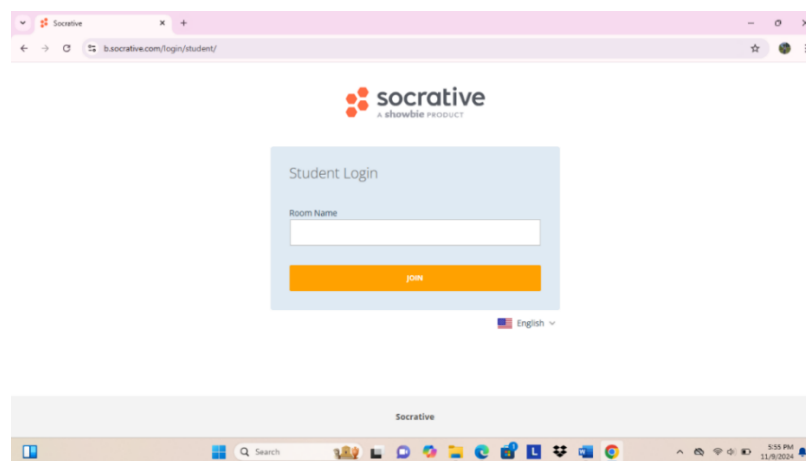 Socrative
b.socrative.com/login/student/
socrative
A showbie PRODUCT
Student Login
Room Name
JOIN
English
Socrative
Search
5:55 PM
11/9/2024